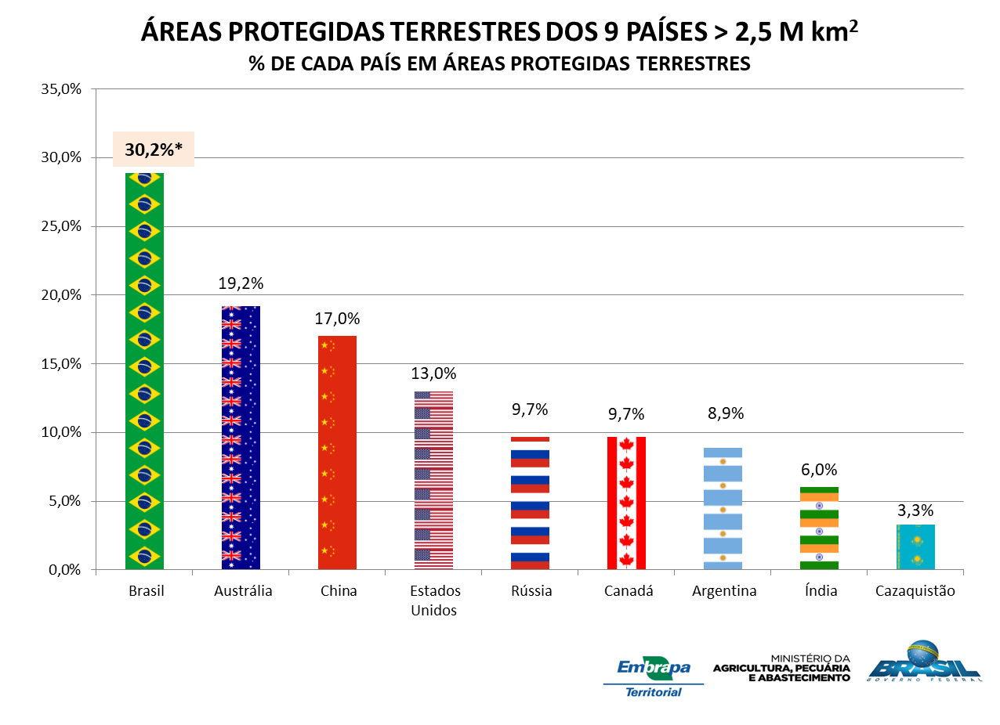 ÁREAS PROTEGIDAS TERRESTRES DOS 9 PAÍSES > 2,5 M km²
% DE CADA PAÍS EM ÁREAS PROTEGIDAS TERRESTRES
35,0%
30,0%
25,0%
20,0%
15,0%
10,0%
5,0%
0,0%
30,2%*
19,2%
17,0%
13,0%
9,7%
9,7%
8,9%
6,0%
3,3%
Brasil
Austrália
China
Estados
Unidos
Rússia
Canadá
Argentina
Índia
Cazaquistão
Embrapa
Territorial
MINISTÉRIO DA
AGRICULTURA, PECUÁRIA
E ABASTECIMENTO
BRASIL
GOVERNO FEDERAL